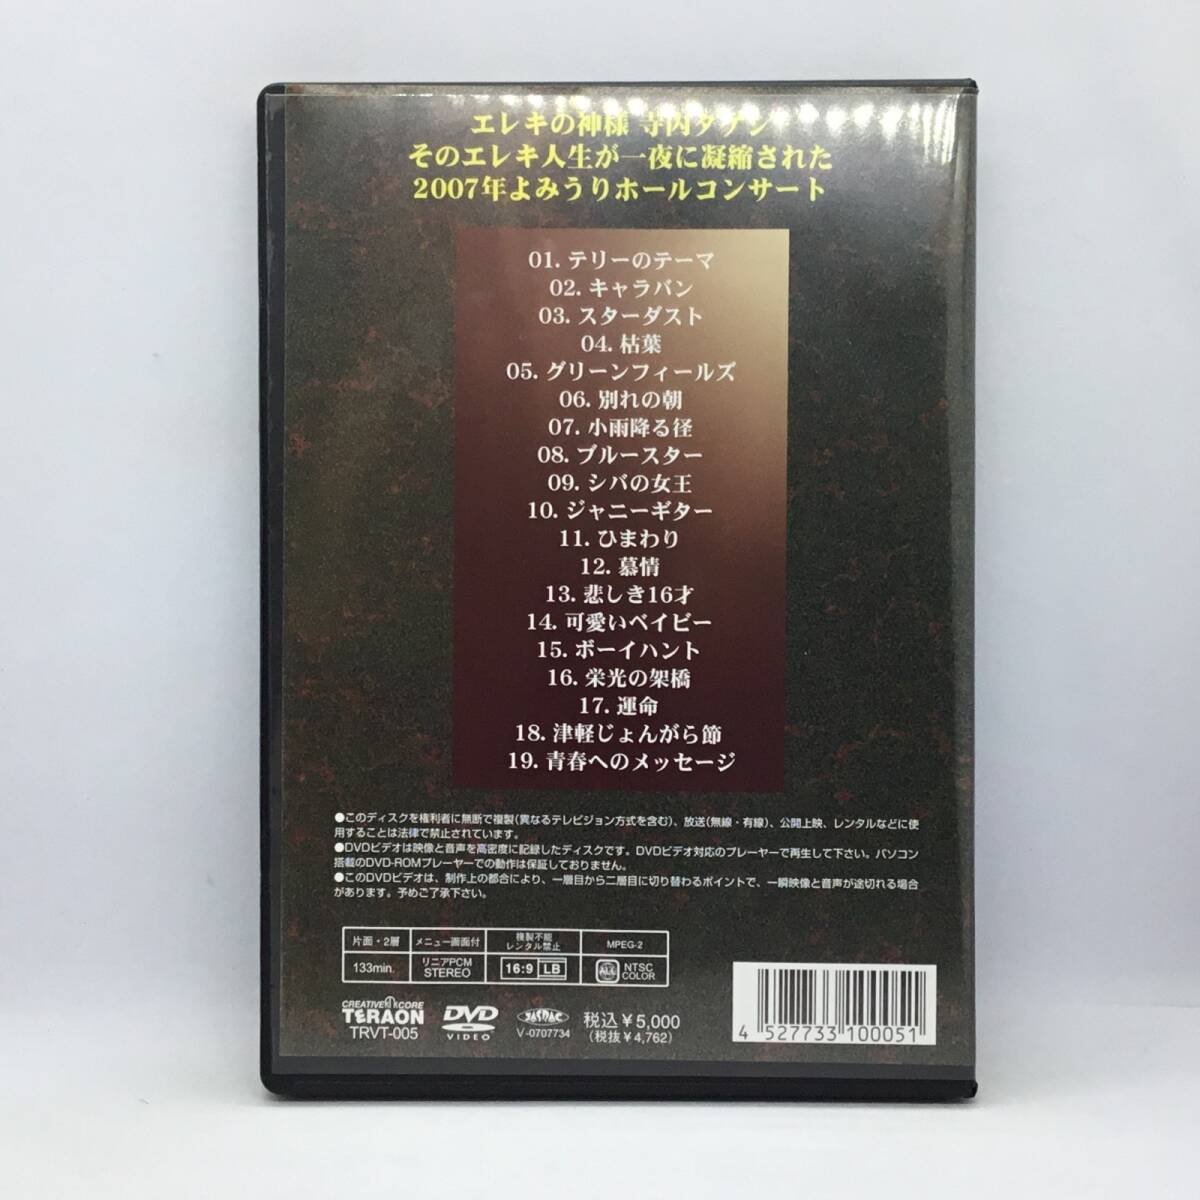 エレキの神様 寺内タケシ
そのエレキ人生が一夜に凝縮された
2007年よみうりホールコンサート
01. テリーのテーマ
02. キャラバン
03. スターダスト
04. 枯葉
05. グリーンフィールズ
06. 別れの朝
07. 小雨降る径
08. ブルースター
09. シバの女王
10. ジャニーギター
11. ひまわり
12. 慕情
13. 悲しき16才
14. 可愛いベイビー
15. ボーイハント
16. 栄光の架橋
17. 運命
18. 津軽じょんがら節
19. 青春へのメッセージ
●このディスクを権利者に無断で複製(異なるテレビジョン方式を含む)、放送(無線・有線)、公開上映、レンタルなどに使
用することは法律で禁止されています。
●DVDビデオは映像と音声を高密度に記録したディスクです。DVDビデオ対応のプレーヤーで再生して下さい。パソコン
搭載のDVD-ROMプレーヤーでの動作は保証しておりません。
●このDVDビデオは、制作上の都合により、一層目から二層目に切り替わるポイントで、一瞬映像と音声が途切れる場合
があります。予めご了承下さい。
片面・2層 メニュー画面付 複製不能 レンタル禁止 MPEG-2
133min. リニアPCM STEREO 16:9 LB ALL NTSC COLOR
CREATIVE CORE
TERAON
TRVT-005
DVD
VIDEO
JASRAC
V-0707734
税込￥5,000
(税抜￥4,762)
4 527733 100051